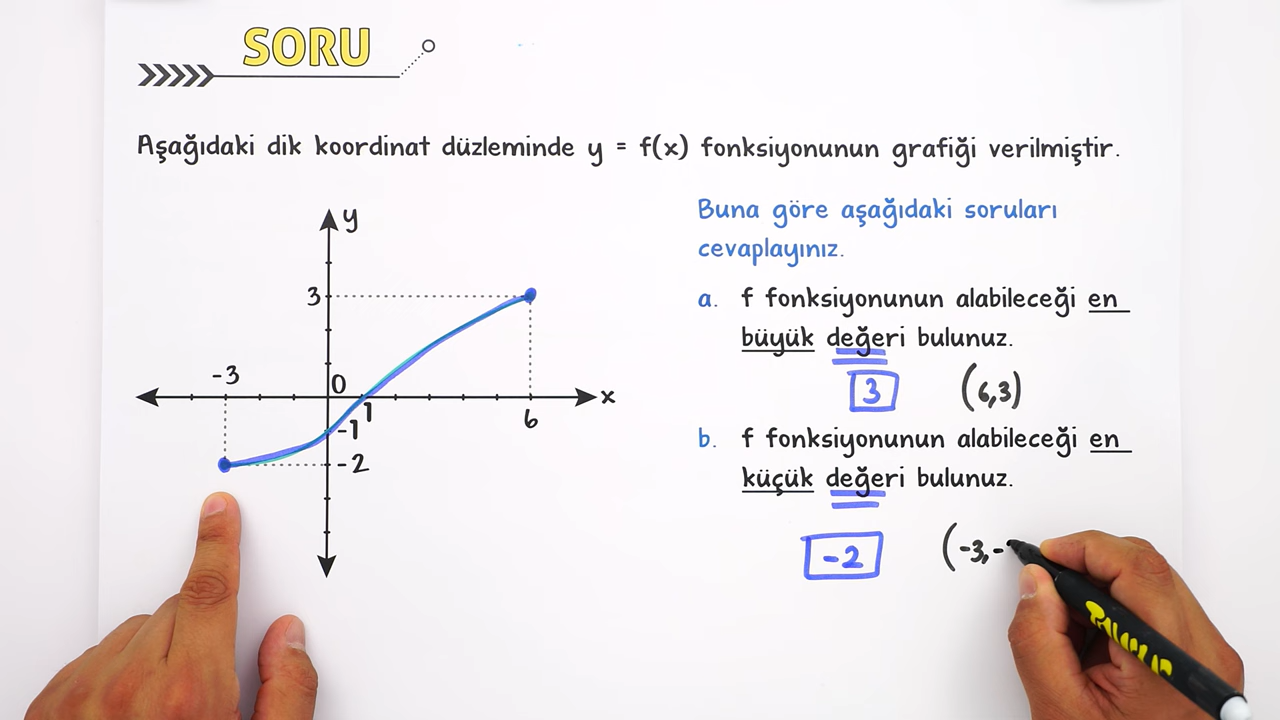 SORU
Aşağıdaki dik koordinat düzleminde y = f(x) fonksiyonunun grafiği verilmiştir.
y
3
-3
0
x
1
6
-1
-2
Buna göre aşağıdaki soruları
cevaplayınız.
a. f fonksiyonunun alabileceği en
büyük değeri bulunuz.
3 (6,3)
b. f fonksiyonunun alabileceği en
küçük değeri bulunuz.
-2 (-3,-